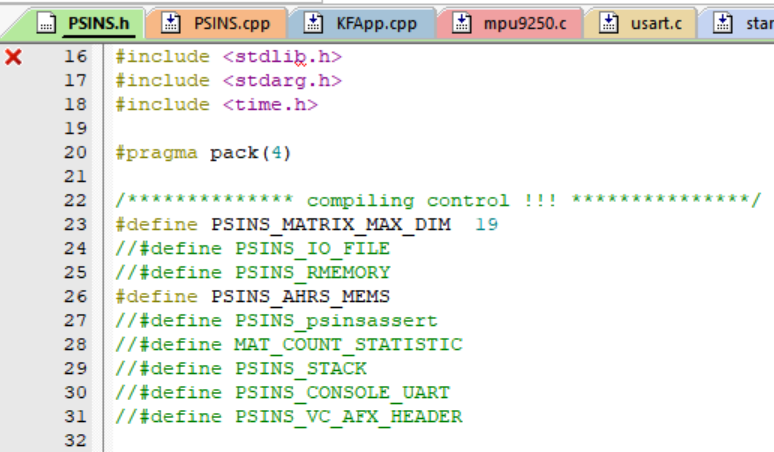 PSINS.h PSINS.cpp KFApp.cpp mpu9250.c usart.c star
16 #include <stdlib.h>
17 #include <stdarg.h>
18 #include <time.h>
19
20 #pragma pack(4)
21
22 /************** compiling control !!! ***************/
23 #define PSINS_MATRIX_MAX_DIM 19
24 //#define PSINS_IO_FILE
25 //#define PSINS_RMEMORY
26 #define PSINS_AHRS_MEMS
27 //#define PSINS_psinsassert
28 //#define MAT_COUNT_STATISTIC
29 //#define PSINS_STACK
30 //#define PSINS_CONSOLE_UART
31 //#define PSINS_VC_AFX_HEADER
32